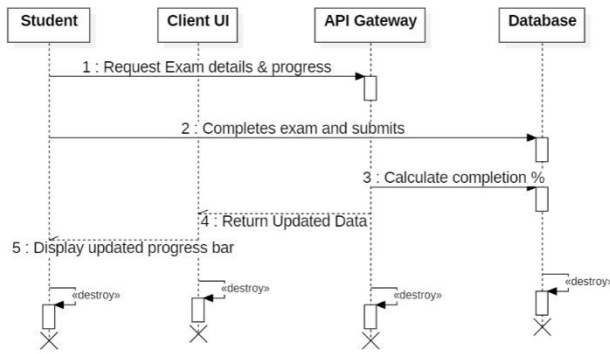 Student
Client UI
API Gateway
Database
1 : Request Exam details & progress
2 : Completes exam and submits
3 : Calculate completion %
4 : Return Updated Data
5 : Display updated progress bar
«destroy»
«destroy»
«destroy»
«destroy»